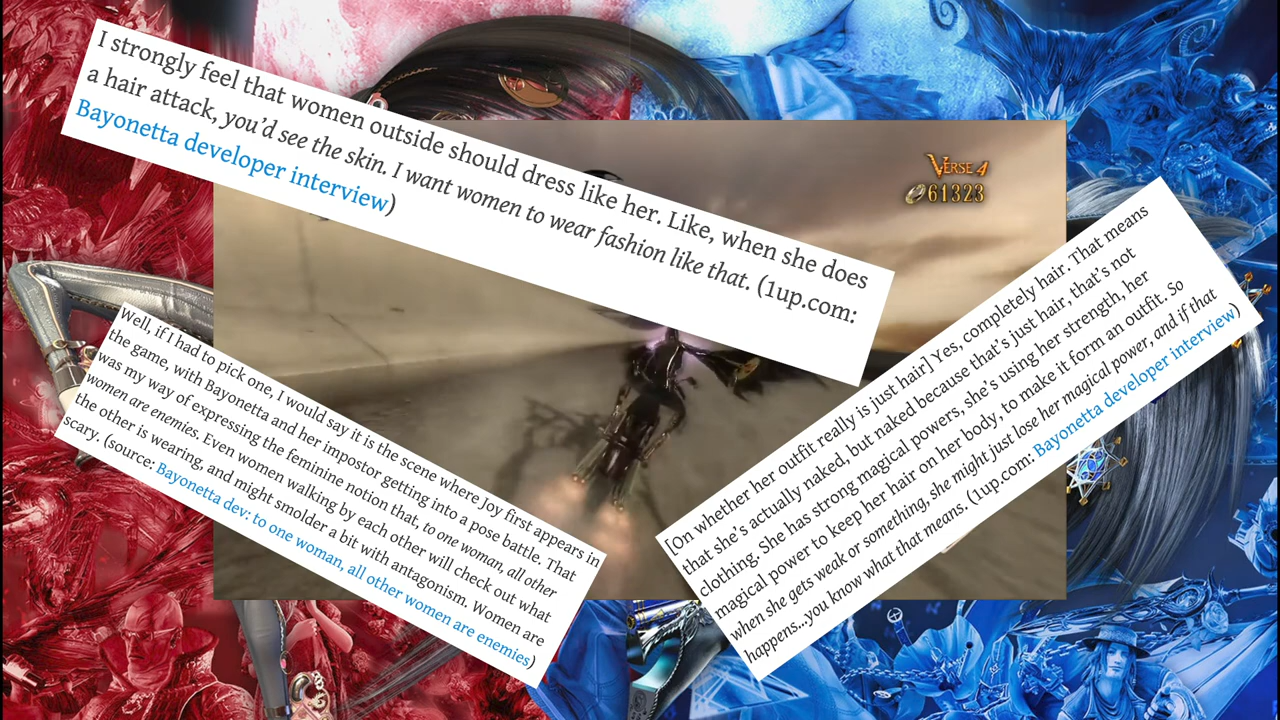 I strongly feel that women outside should dress like her. Like, when she does
a hair attack, you'd see the skin. I want women to wear fashion like that. (1up.com:
Bayonetta developer interview)
VERSE 4
61323
Well, if I had to pick one, I would say it is the scene where Joy first appears in
the game, with Bayonetta and her impostor getting into a pose battle. That
was my way of expressing the feminine notion that, to one woman, all other
women are enemies. Even women walking by each other will check out what
the other is wearing, and might smolder a bit with antagonism. Women are
scary. (source: Bayonetta dev: to one woman, all other women are enemies)
[On whether her outfit really is just hair] Yes, completely hair. That means
that she's actually naked, but naked because that's just hair, that's not
clothing. She has strong magical powers, she's using her strength, her
magical power to keep her hair on her body, to make it form an outfit. So
when she gets weak or something, she might just lose her magical power, and if that
happens...you know what that means. (1up.com: Bayonetta developer interview)